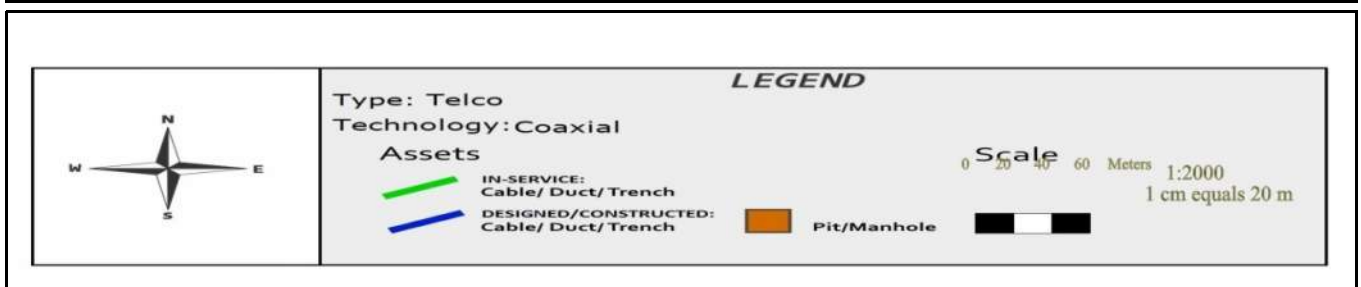 N
W
E
S
LEGEND
Type: Telco
Technology: Coaxial
Assets
IN-SERVICE:
Cable/ Duct/ Trench
DESIGNED/CONSTRUCTED:
Cable/ Duct/ Trench
Pit/Manhole
Scale
0 20 40 60 Meters
1:2000
1 cm equals 20 m